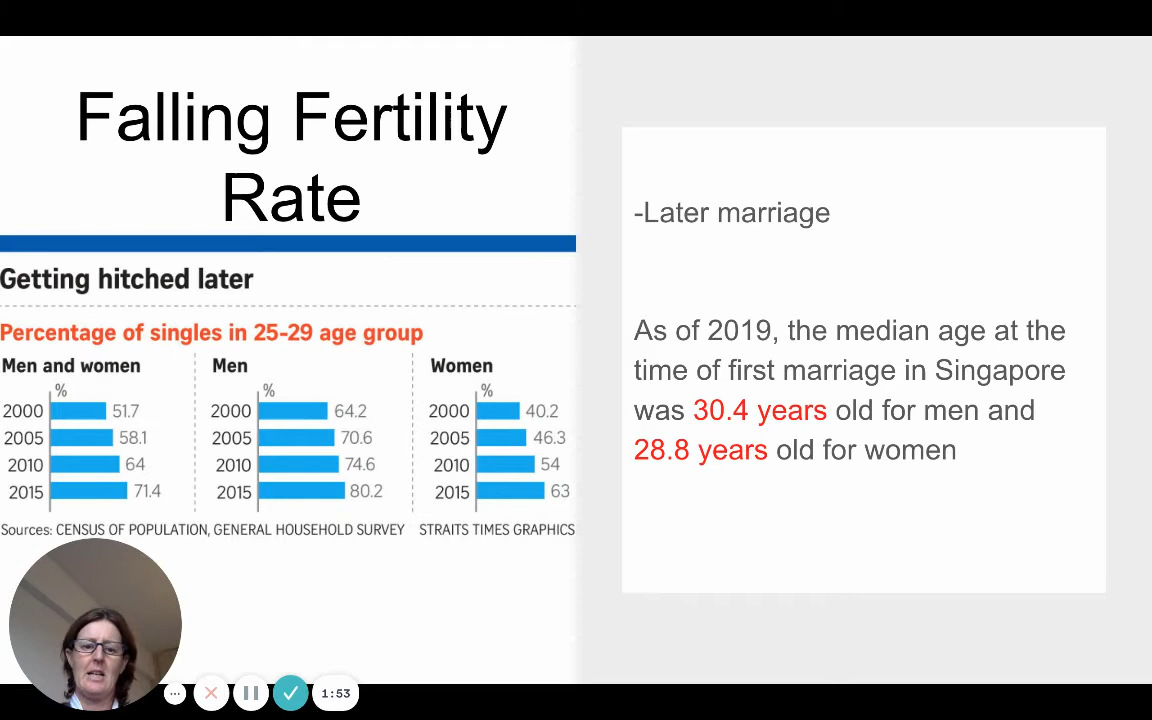 Falling Fertility
Rate
Getting hitched later
Percentage of singles in 25-29 age group
Men and women
%
2000 51.7
2005 58.1
2010 64
2015 71.4
Men
%
2000 64.2
2005 70.6
2010 74.6
2015 80.2
Women
%
2000 40.2
2005 46.3
2010 54
2015 63
Sources: CENSUS OF POPULATION, GENERAL HOUSEHOLD SURVEY STRAITS TIMES GRAPHICS
-Later marriage
As of 2019, the median age at the
time of first marriage in Singapore
was 30.4 years old for men and
28.8 years old for women
1:53